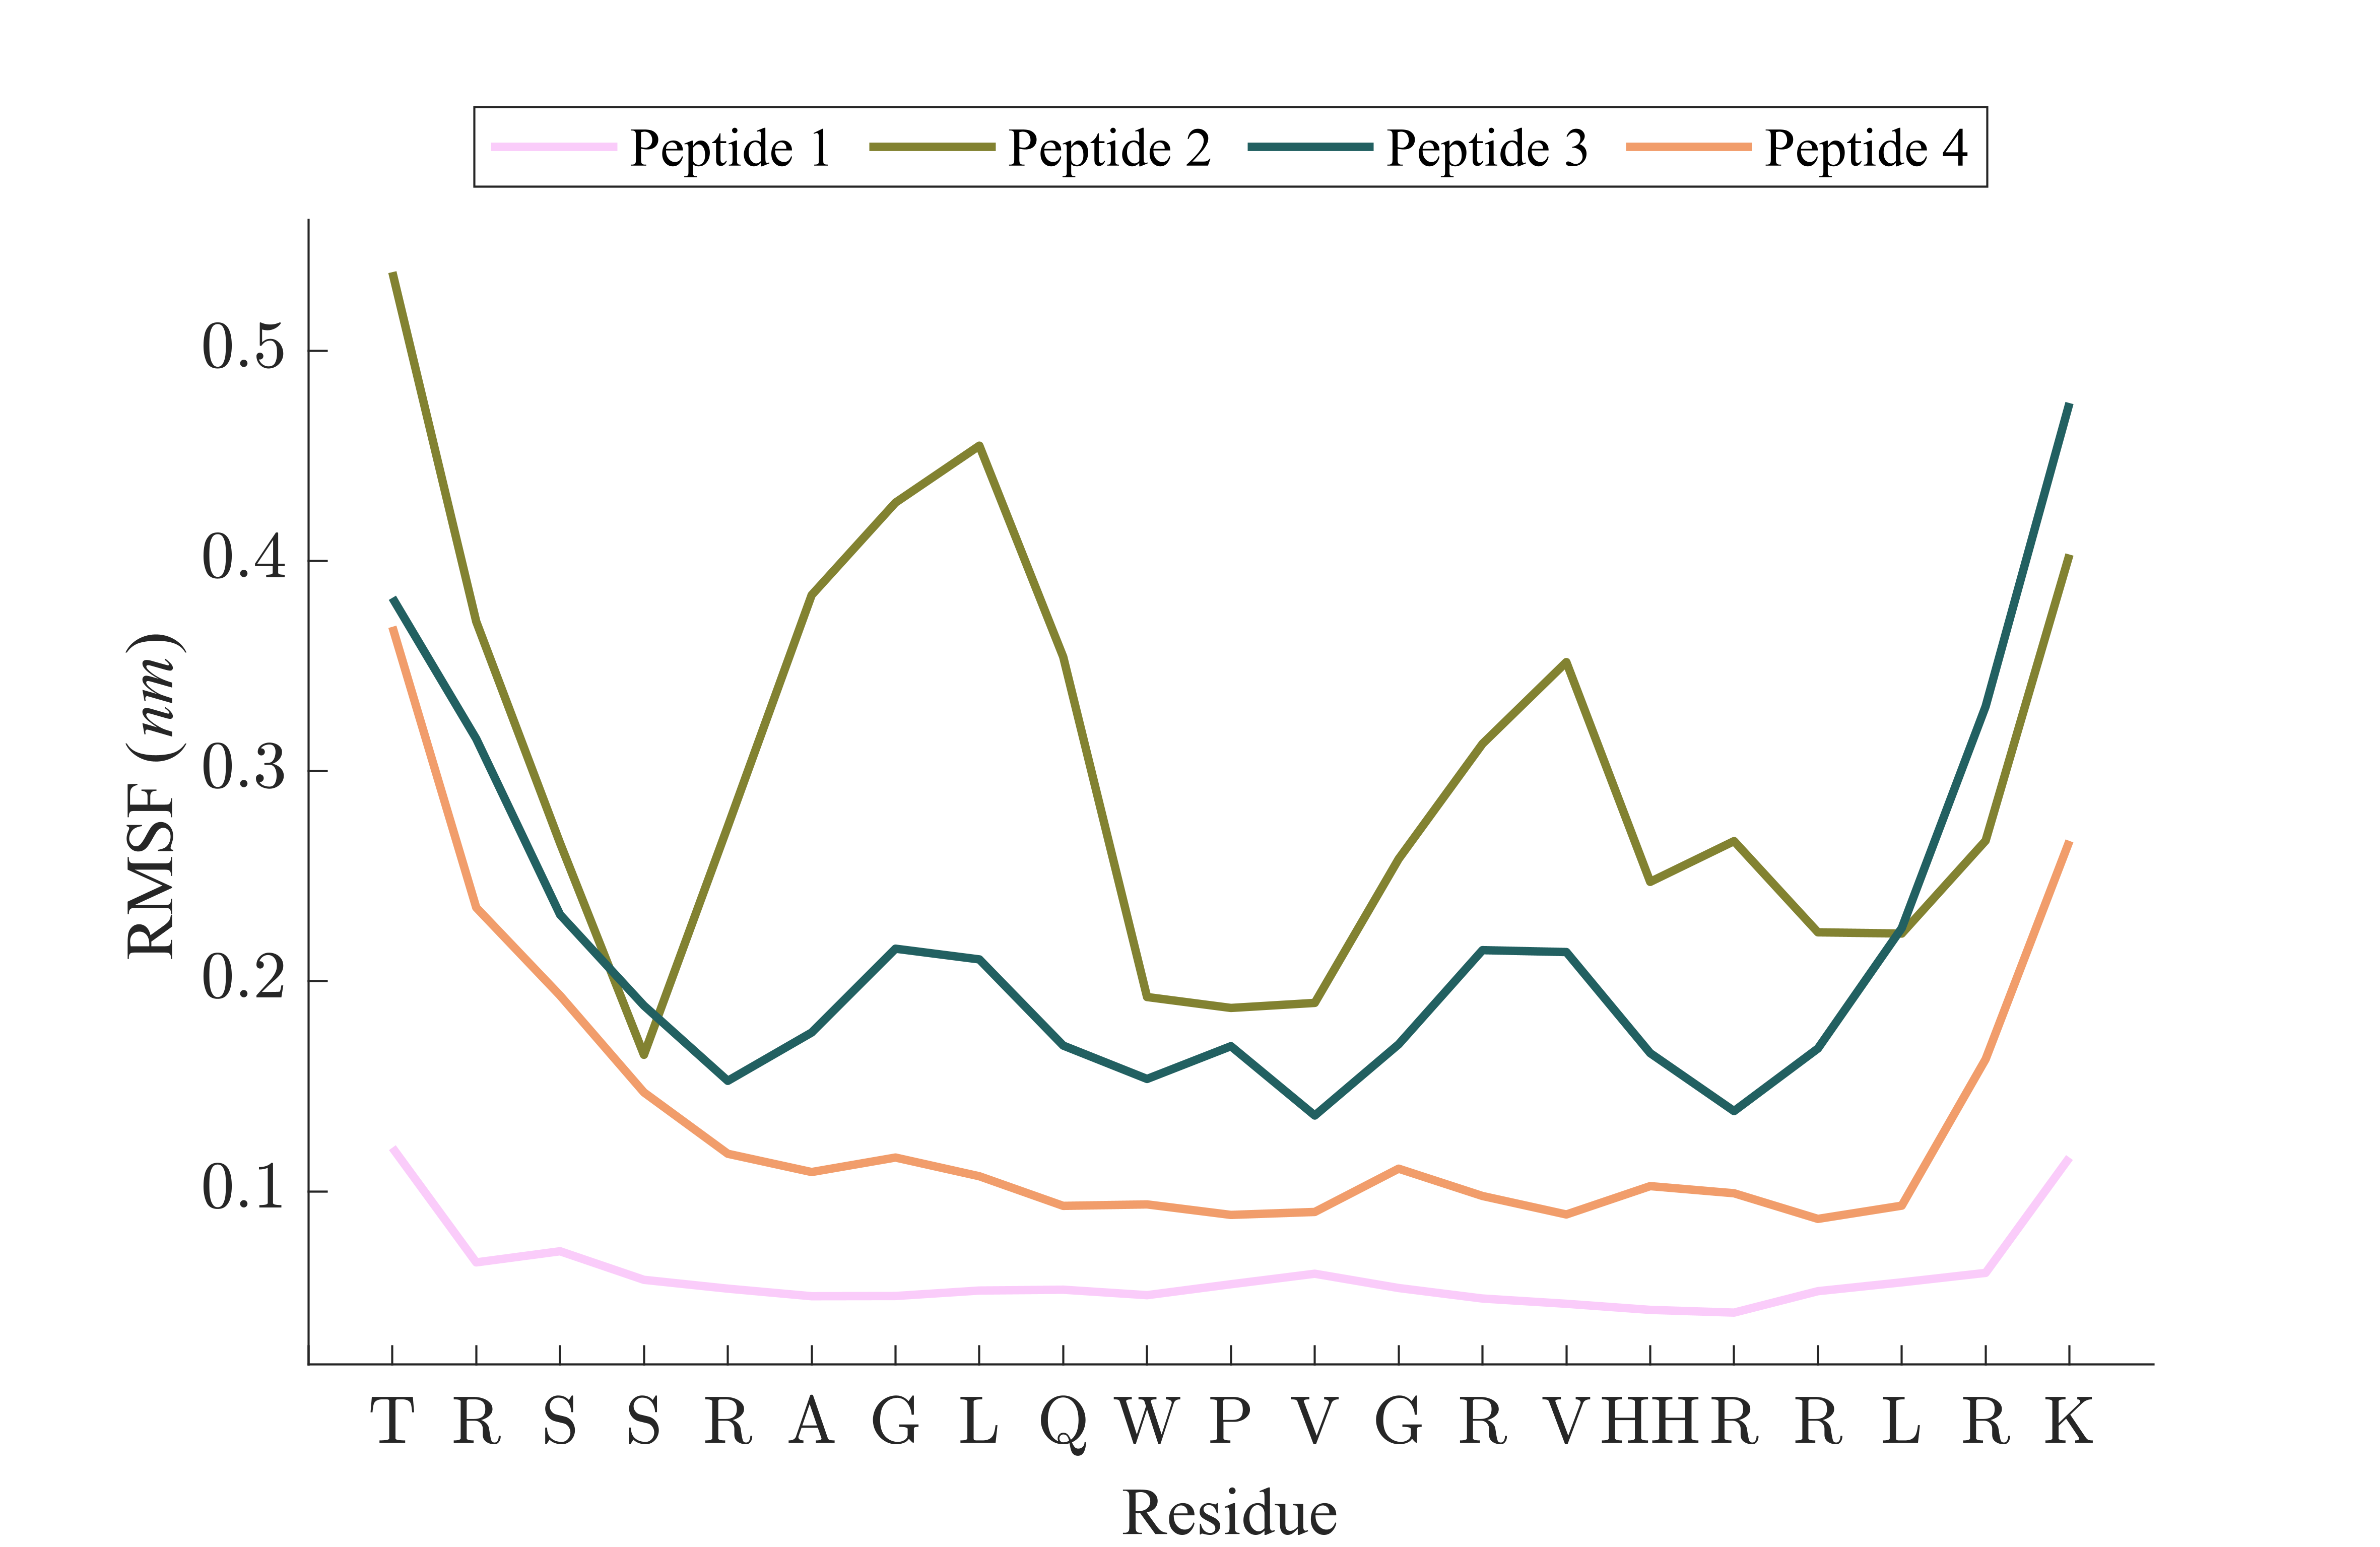 Peptide 1 Peptide 2 Peptide 3 Peptide 4
0.5
0.4
0.3
0.2
0.1
RMSF (nm)
T R S S R A G L Q W P V G R V HHR R L R K
Residue